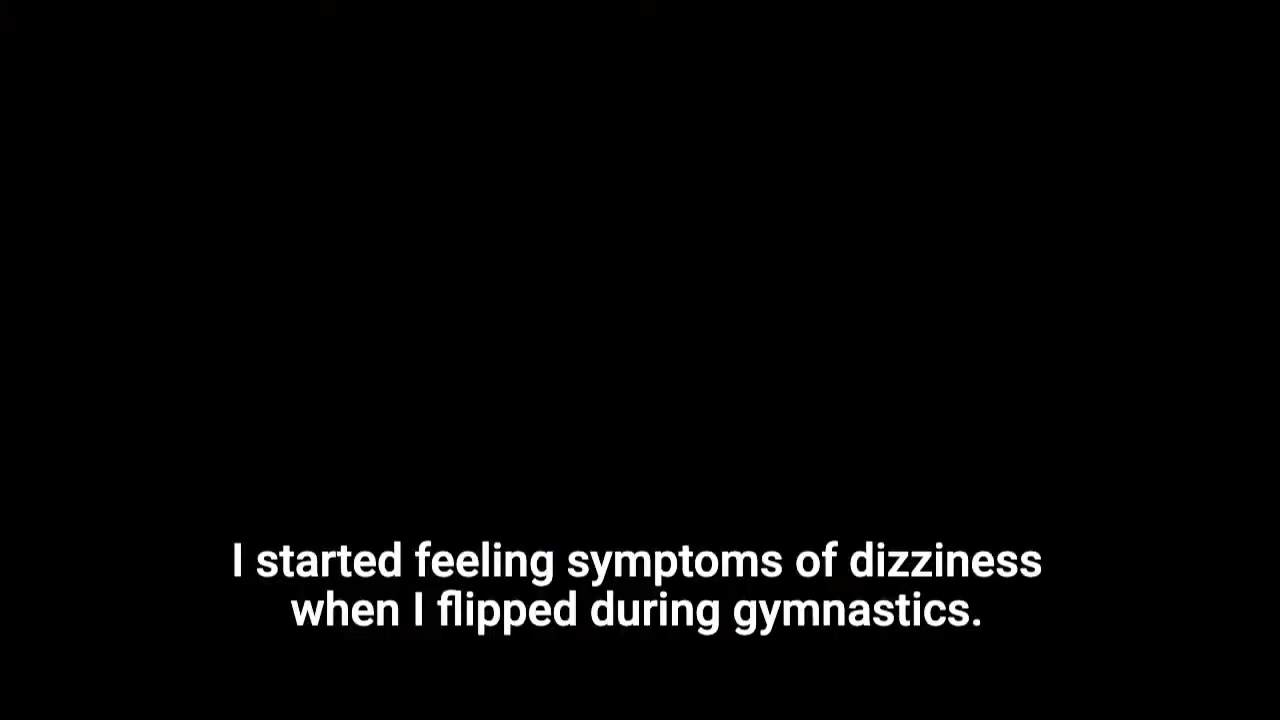 I started feeling symptoms of dizziness
when I flipped during gymnastics.